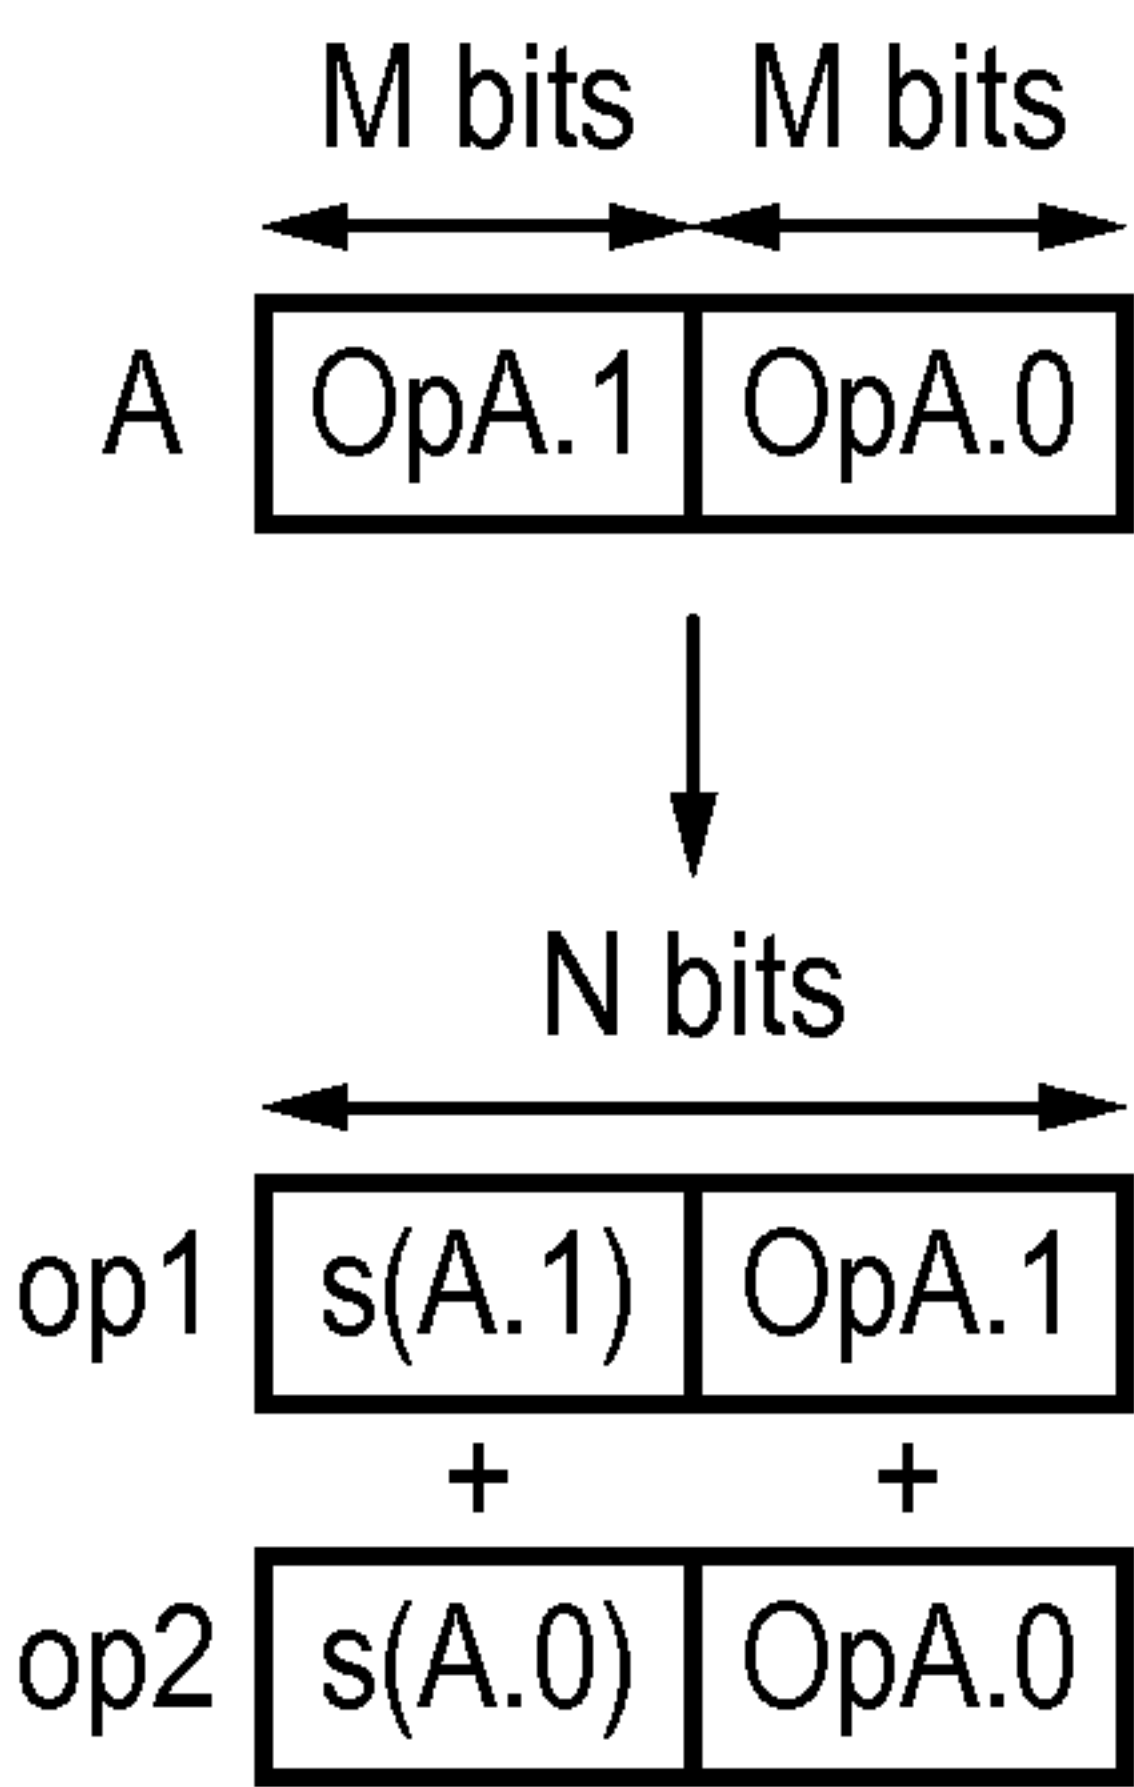 M bits M bits
A OpA.1 OpA.0
N bits
op1 s(A.1) OpA.1
+ +
op2 s(A.0) OpA.0